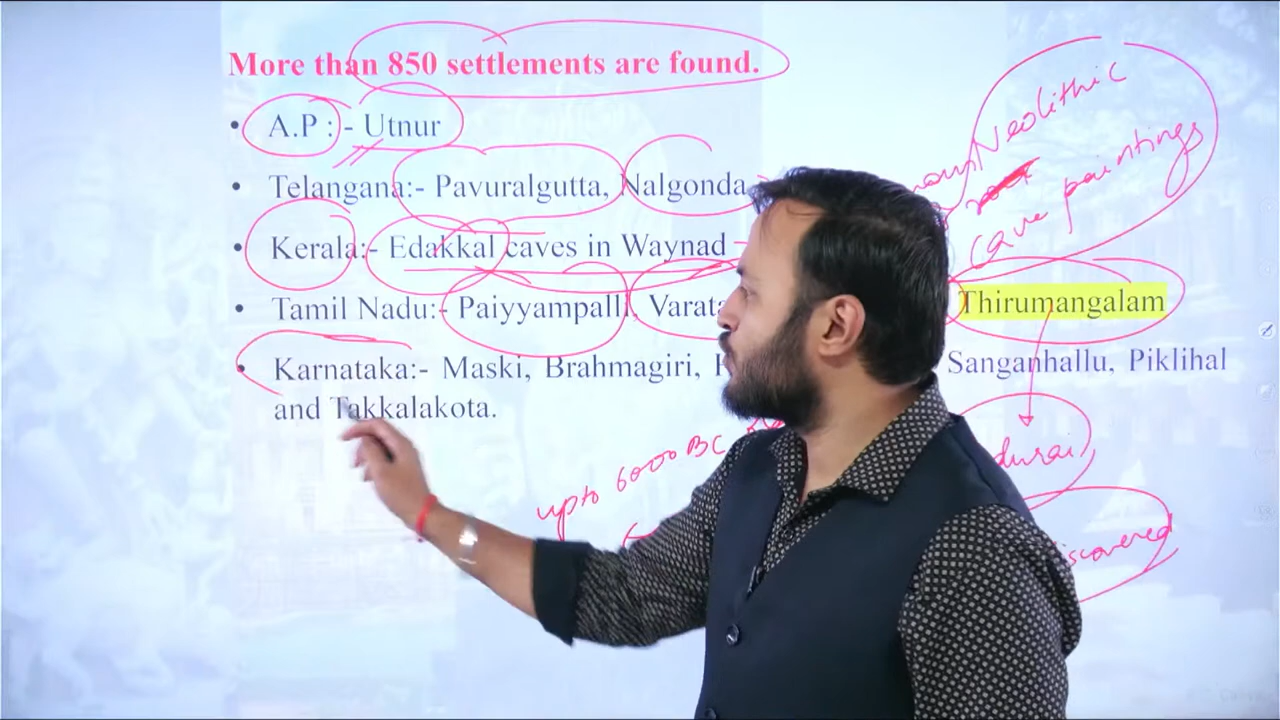 More than 850 settlements are found.
• A.P : - Utnur
• Telangana:- Pavuralgutta, Nalgonda
• Kerala:- Edakkal caves in Waynad
Neolithic
cave paintings
• Tamil Nadu:- Paiyyampalli, Thirumangalam
• Karnataka:- Maski, Brahmagiri, Sanganhallu, Piklihal
and Takkalakota.
upto 6000 BC